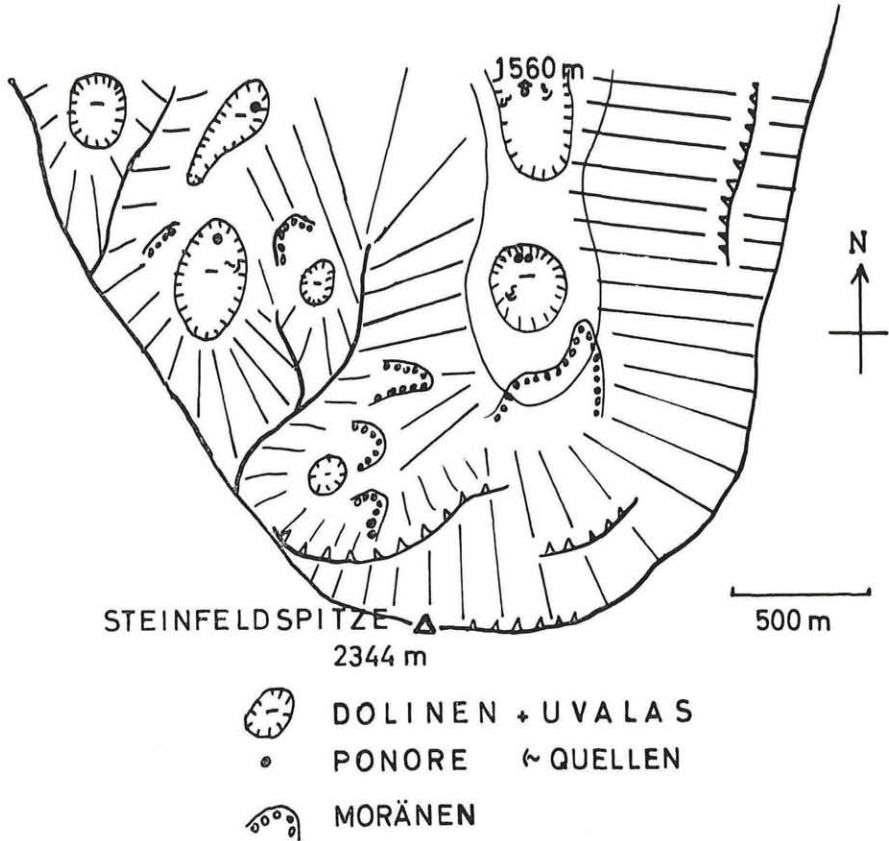 1560 m
N
500 m
STEINFELDSPITZE
2344 m
DOLINEN + UVALAS
PONORE ~ QUELLEN
MORÄNEN